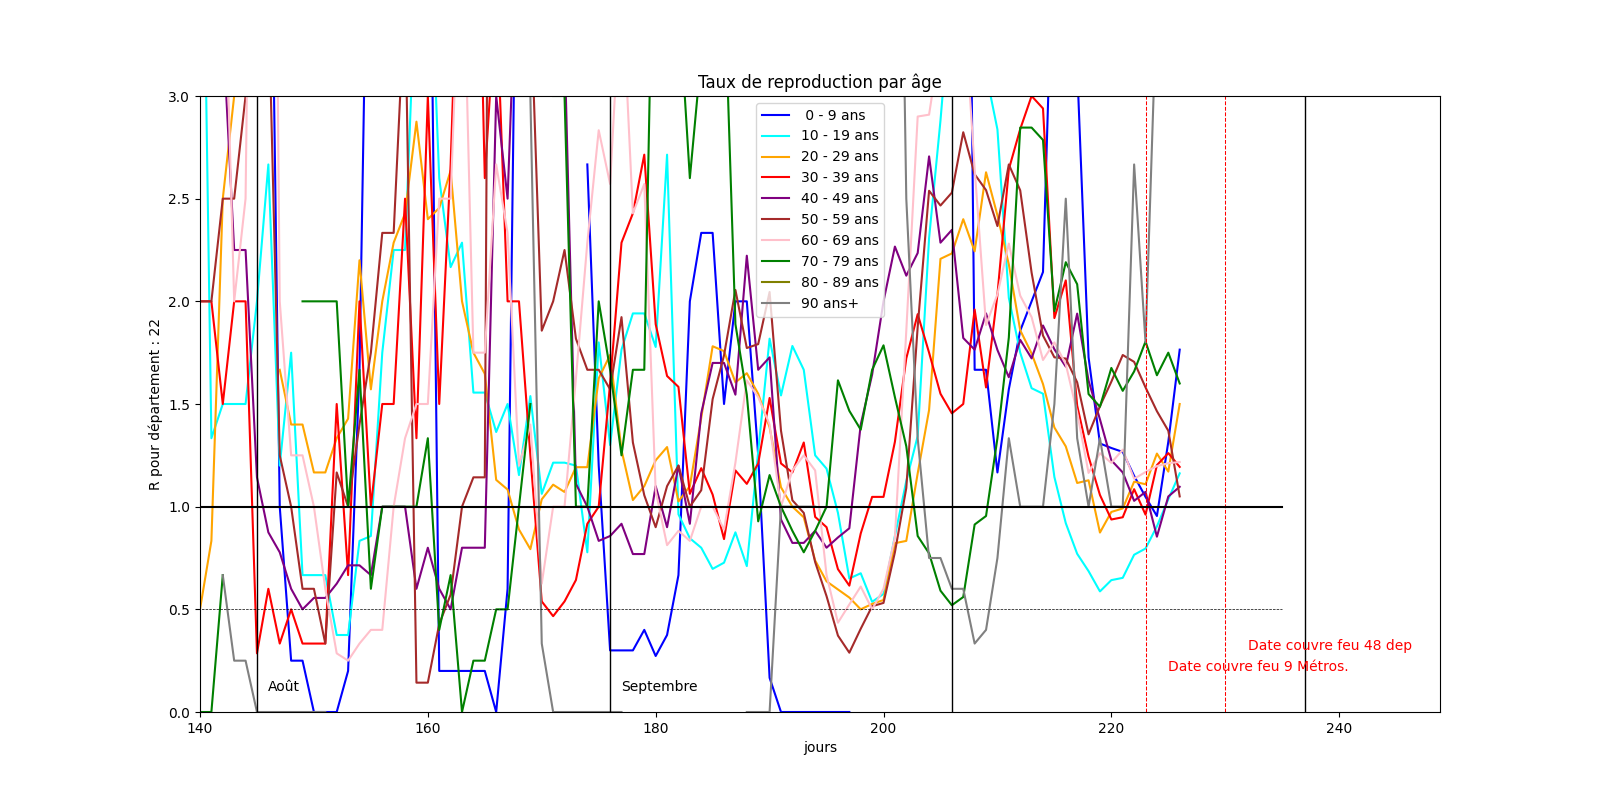 Taux de reproduction par âge
3.0
2.5
2.0
1.5
1.0
0.5
0.0
R pour département : 22
0 - 9 ans
10 - 19 ans
20 - 29 ans
30 - 39 ans
40 - 49 ans
50 - 59 ans
60 - 69 ans
70 - 79 ans
80 - 89 ans
90 ans+
Date couvre feu 48 dep
Date couvre feu 9 Métros.
Août
Septembre
140
160
180
200
220
240
jours